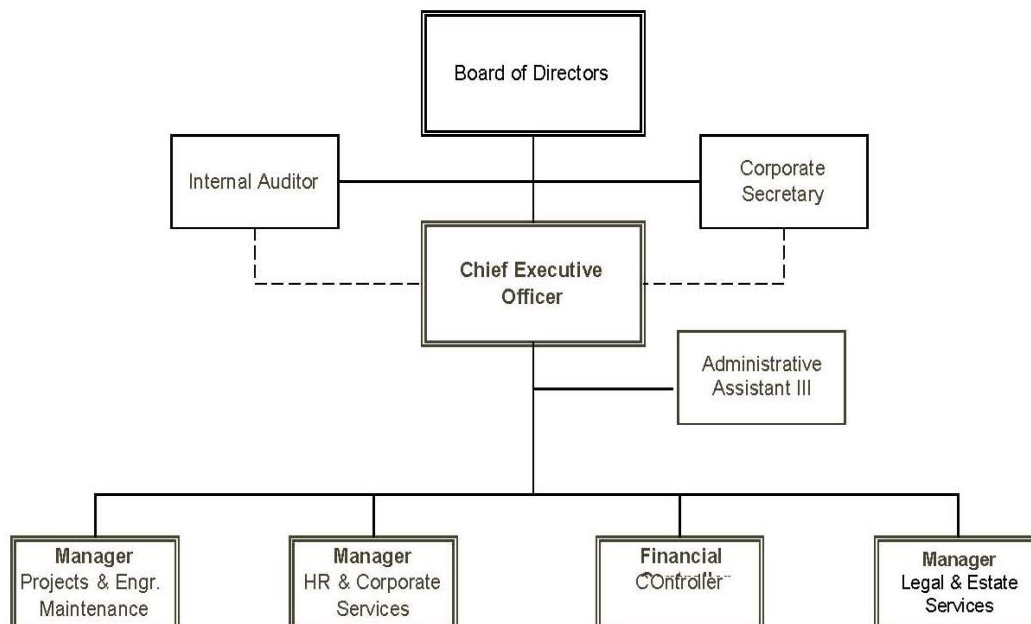 Board of Directors
Internal Auditor
Corporate
Secretary
Chief Executive
Officer
Administrative
Assistant III
Manager
Projects & Engr.
Maintenance
Manager
HR & Corporate
Services
Financial
COntroller
Manager
Legal & Estate
Services